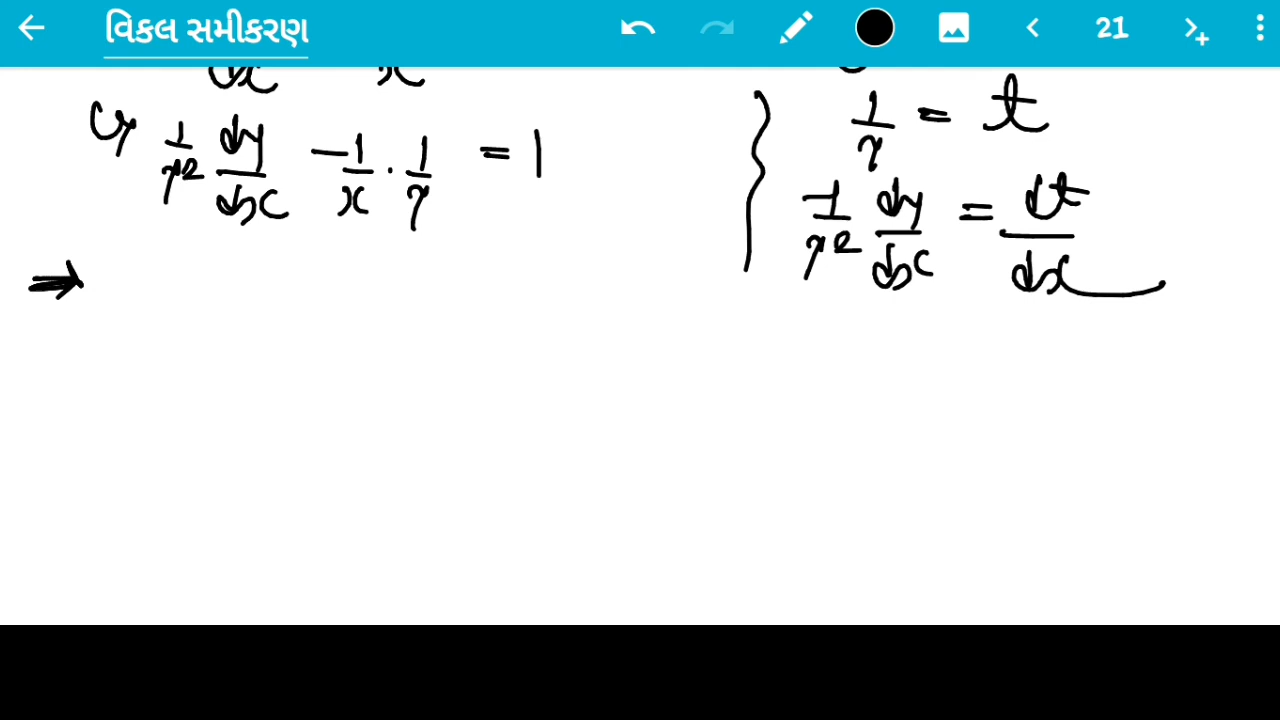 વિકલ સમીકરણ
21
1/y² dy/dx - 1/x · 1/y = 1
⇒
1/y = t
-1/y² dy/dx = dt/dx